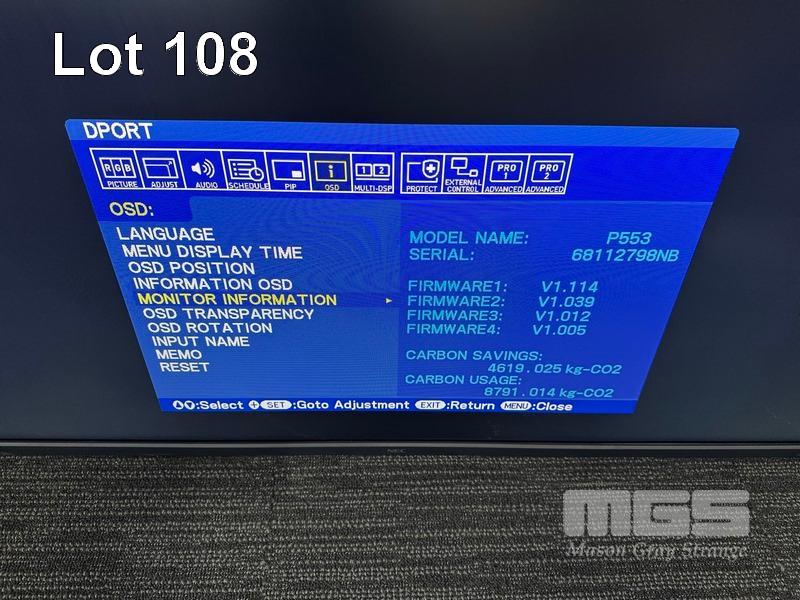 Lot 108
DPORT
RGB
PICTURE
ADJUST
AUDIO
SCHEDULE
PIP
i
OSD
1 2
MULTI-DSP
PROTECT
EXTERNAL
CONTROL
PRO
1
ADVANCED
PRO
2
ADVANCED
OSD:
LANGUAGE
MENU DISPLAY TIME
OSD POSITION
INFORMATION OSD
MONITOR INFORMATION
OSD TRANSPARENCY
OSD ROTATION
INPUT NAME
MEMO
RESET
MODEL NAME: P553
SERIAL: 68112798NB
FIRMWARE1: V1.114
FIRMWARE2: V1.039
FIRMWARE3: V1.012
FIRMWARE4: V1.005
CARBON SAVINGS:
4619.025 kg-CO2
CARBON USAGE:
8791.014 kg-CO2
:Select SET:Goto Adjustment EXIT:Return MENU:Close
NEC
MGS
Mason Gray Strange